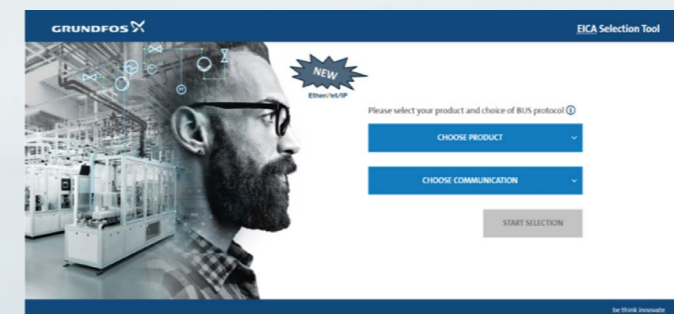 GRUNDFOS
EICA Selection Tool
NEW
EtherNet/IP
Please select your product and choice of BUS protocol
CHOOSE PRODUCT
CHOOSE COMMUNICATION
START SELECTION
be think innovate